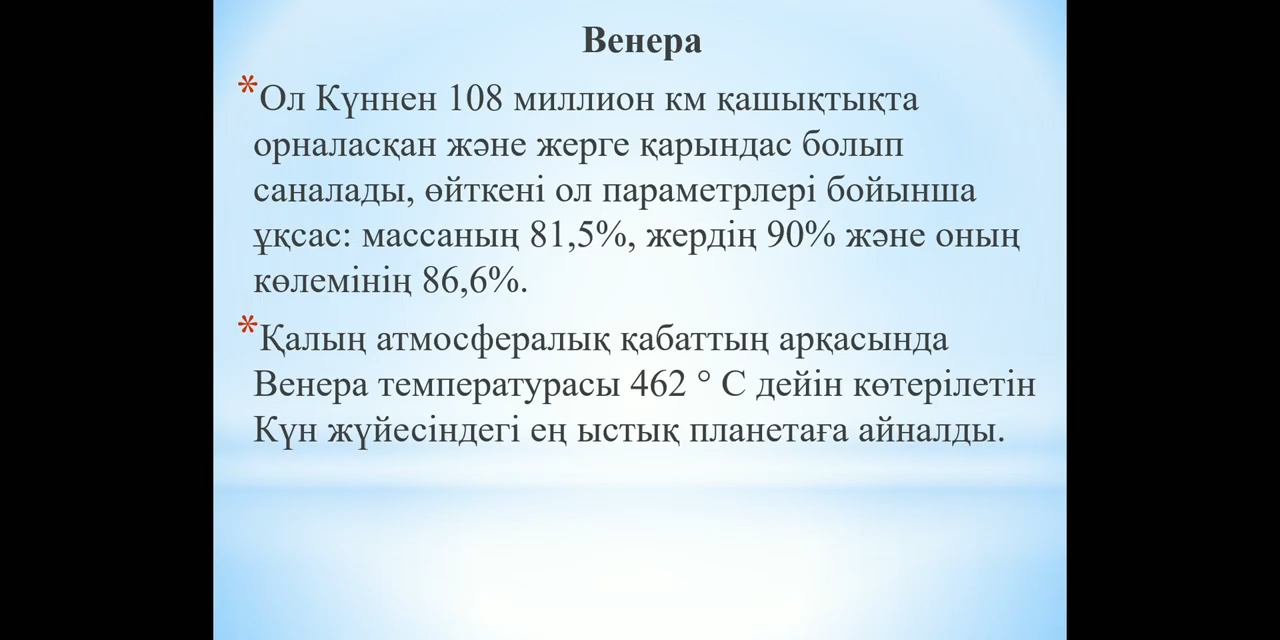 Венера
*Ол Күннен 108 миллион км қашықтықта
орналасқан және жерге қарындас болып
саналады, өйткені ол параметрлері бойынша
ұқсас: массаның 81,5%, жердің 90% және оның
көлемінің 86,6%.
*Қалың атмосфералық қабаттың арқасында
Венера температурасы 462 ° С дейін көтерілетін
Күн жүйесіндегі ең ыстық планетаға айналды.